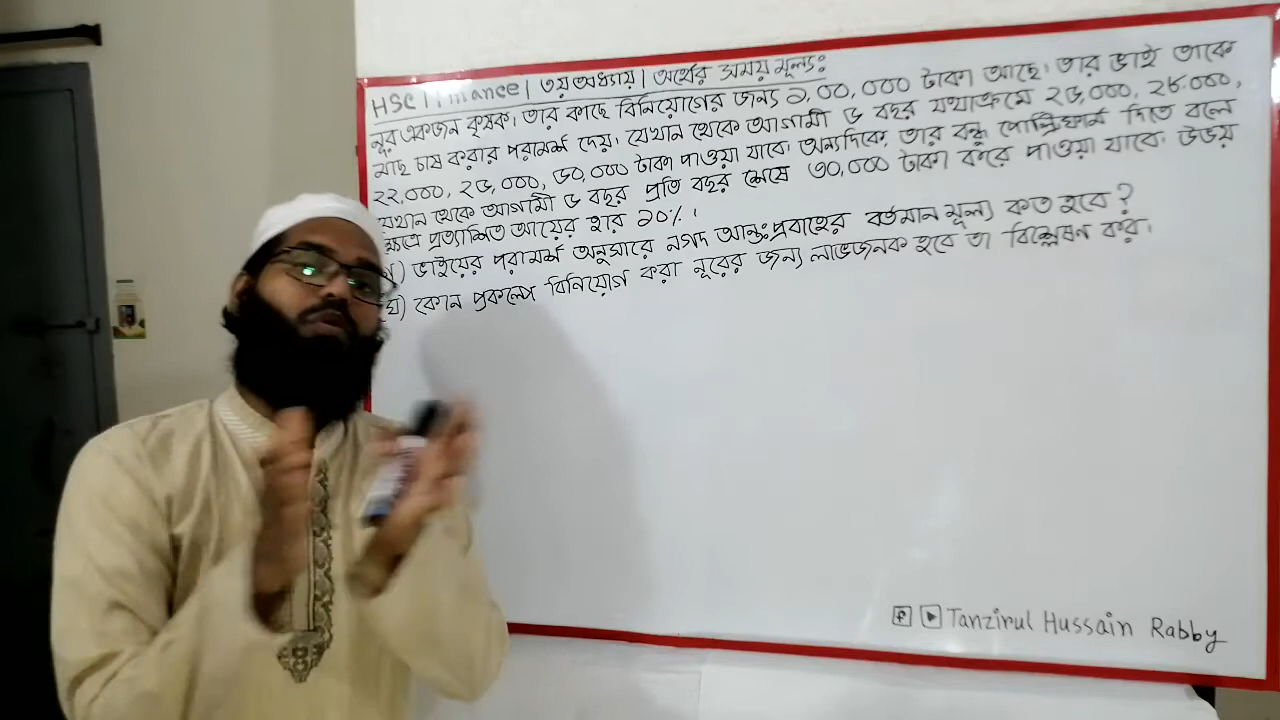 HSC | Finance | ৩য় অধ্যায় | অর্থের সময় মূল্য:
নূর একজন কৃষক। তার কাছে বিনিয়োগের জন্য ১,০০,০০০ টাকা আছে। তার ভাই তাকে
মাছ চাষ করার পরামর্শ দেয়। যেখান থেকে আগামী ৫ বছর যথাক্রমে ২৫,০০০, ২৮,০০০,
২২,০০০, ২৫,০০০, ৬০,০০০ টাকা পাওয়া যাবে। অন্যদিকে, তার বন্ধু পোল্ট্রি ফার্ম দিতে বলে
যেখান থেকে আগামী ৫ বছর প্রতি বছর শেষে ৩০,০০০ টাকা করে পাওয়া যাবে। উভয়
ক্ষেত্রে প্রত্যাশিত আয়ের হার ১০%।
গ) ভাইয়ের পরামর্শ অনুসারে নগদ আন্তঃপ্রবাহের বর্তমান মূল্য কত হবে?
ঘ) কোন প্রকল্পে বিনিয়োগ করা নূরের জন্য লাভজনক হবে তা বিশ্লেষণ কর।
Tanzirul Hussain Rabby